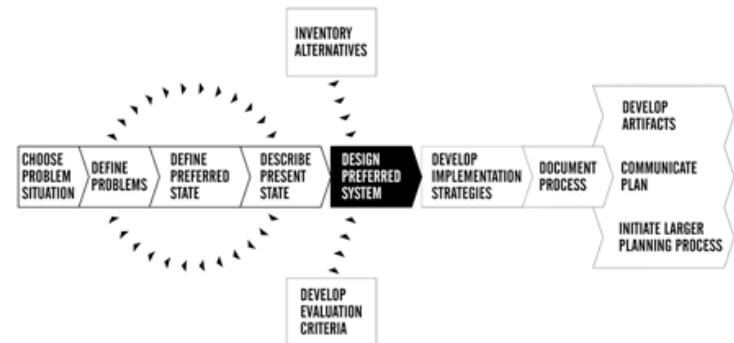 INVENTORY
ALTERNATIVES
CHOOSE
PROBLEM
SITUATION
DEFINE
PROBLEMS
DEFINE
PREFERRED
STATE
DESCRIBE
PRESENT
STATE
DESIGN
PREFERRED
SYSTEM
DEVELOP
IMPLEMENTATION
STRATEGIES
DOCUMENT
PROCESS
DEVELOP
ARTIFACTS
COMMUNICATE
PLAN
INITIATE LARGER
PLANNING PROCESS
DEVELOP
EVALUATION
CRITERIA